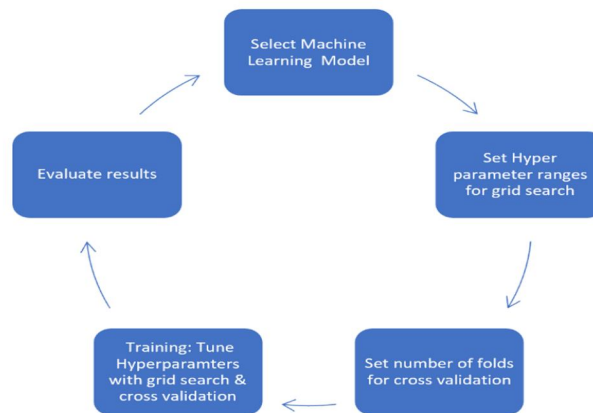 Select Machine
Learning Model
Set Hyper
parameter ranges
for grid search
Set number of folds
for cross validation
Training: Tune
Hyperparamters
with grid search &
cross validation
Evaluate results